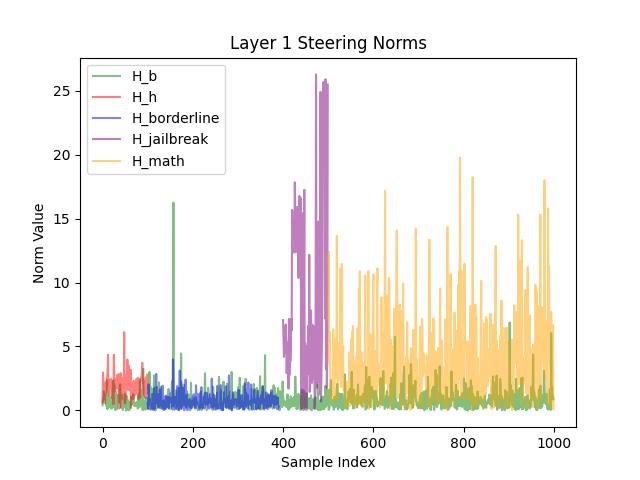 Layer 1 Steering Norms
H_b
H_h
H_borderline
H_jailbreak
H_math
Norm Value
25
20
15
10
5
0
0 200 400 600 800 1000
Sample Index